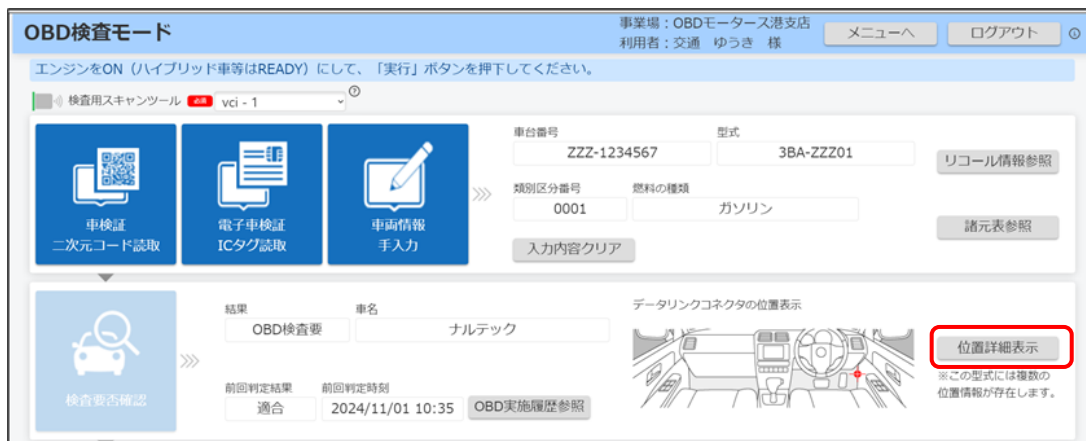 OBD検査モード
事業場：OBDモータース港支店
利用者：交通　ゆうき　様
メニューへ
ログアウト
エンジンをON（ハイブリッド車等はREADY）にして、「実行」ボタンを押下してください。
検査用スキャンツール 必須 vci - 1
車検証
二次元コード読取
電子車検証
ICタグ読取
車両情報
手入力
車台番号
ZZZ-1234567
型式
3BA-ZZZ01
リコール情報参照
類別区分番号
0001
燃料の種類
ガソリン
諸元表参照
入力内容クリア
検査要否確認
結果
OBD検査要
車名
ナルテック
前回判定結果
適合
前回判定時刻
2024/11/01 10:35
OBD実施履歴参照
データリンクコネクタの位置表示
位置詳細表示
※この型式には複数の
位置情報が存在します。